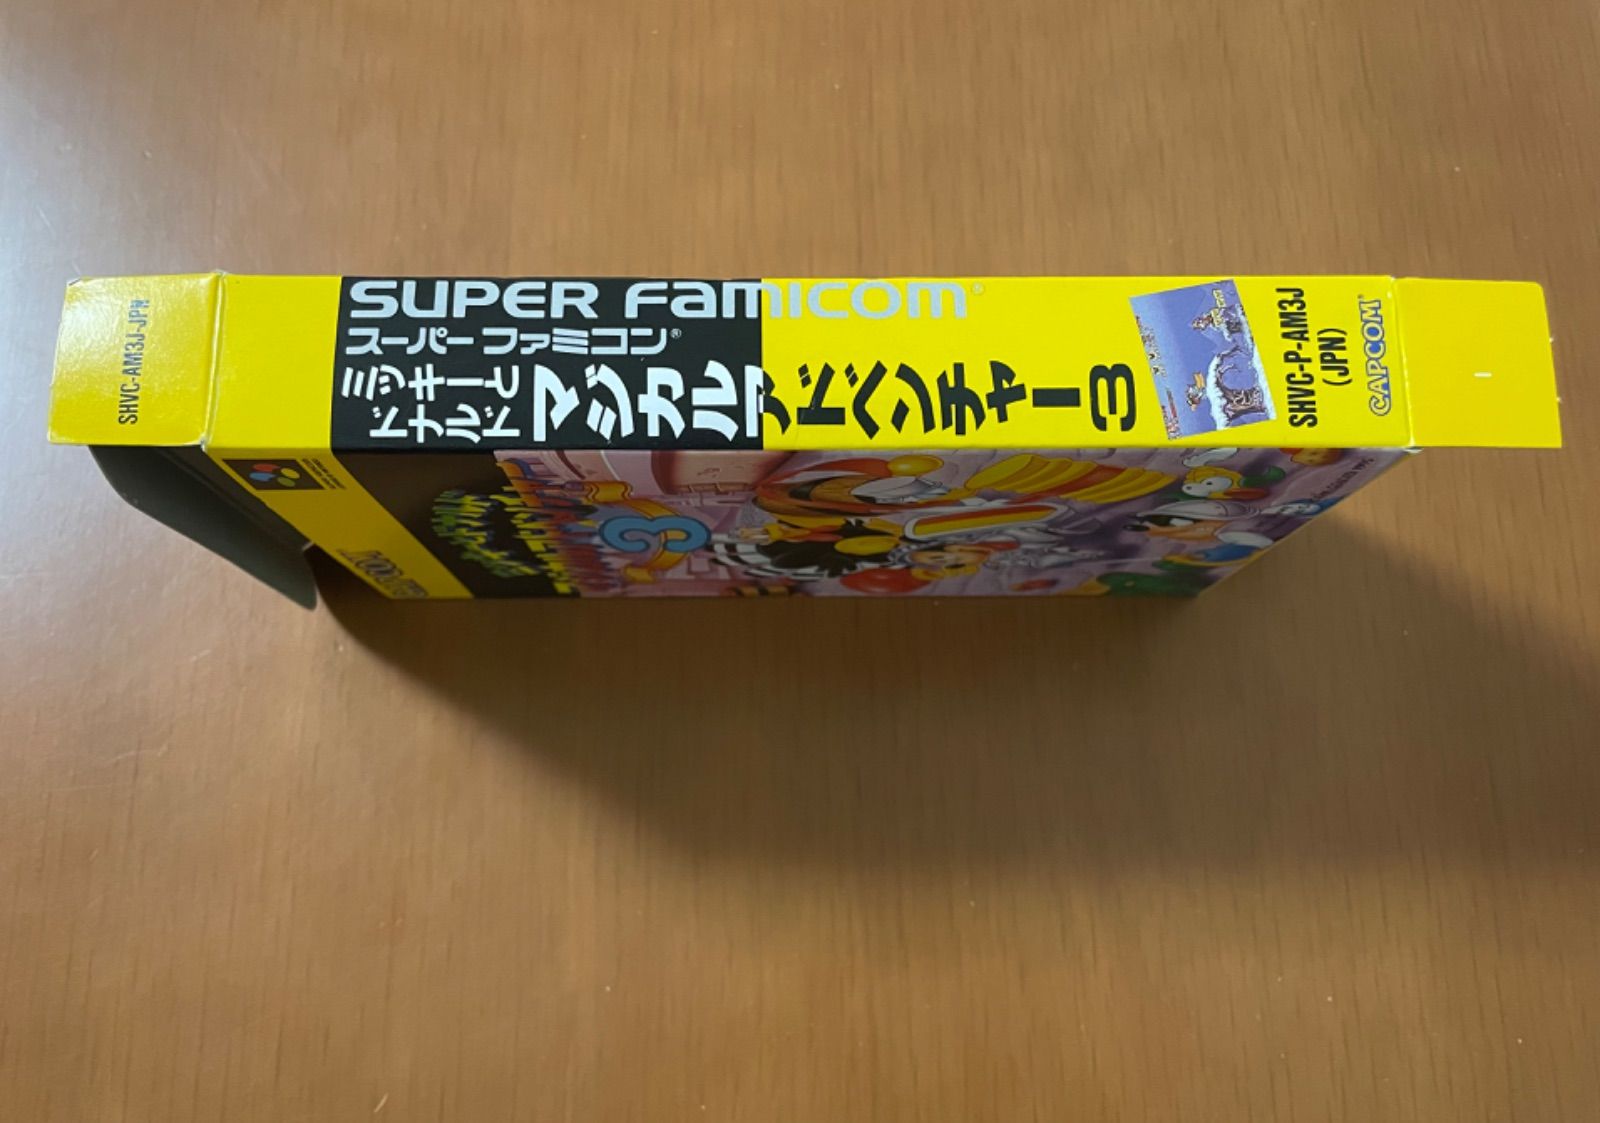 SHVC-AM3J-JPN
SUPER FAMICOM®
スーパーファミコン®
ミッキーと
ドナルド
マジカルアドベンチャー3
SHVC-P-AM3J
(JPN)
CAPCOM®
3